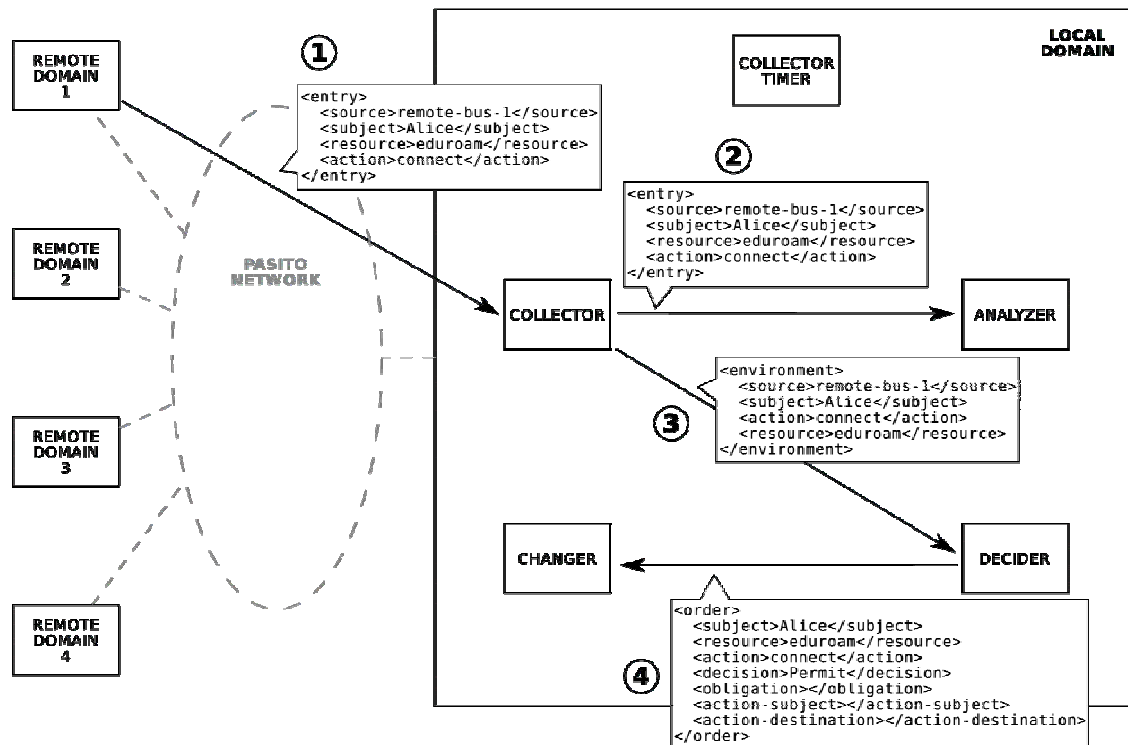 LOCAL
DOMAIN
REMOTE
DOMAIN
1
1
COLLECTOR
TIMER
<entry>
  <source>remote-bus-1</source>
  <subject>Alice</subject>
  <resource>eduroam</resource>
  <action>connect</action>
</entry>
2
<entry>
  <source>remote-bus-1</source>
  <subject>Alice</subject>
  <resource>eduroam</resource>
  <action>connect</action>
</entry>
REMOTE
DOMAIN
2
PASITO
NETWORK
COLLECTOR
ANALYZER
<environment>
  <source>remote-bus-1</source>
  <subject>Alice</subject>
  <action>connect</action>
  <resource>eduroam</resource>
</environment>
3
REMOTE
DOMAIN
3
CHANGER
DECIDER
<order>
  <subject>Alice</subject>
  <resource>eduroam</resource>
  <action>connect</action>
  <decision>Permit</decision>
  <obligation></obligation>
  <action-subject></action-subject>
  <action-destination></action-destination>
</order>
4
REMOTE
DOMAIN
4